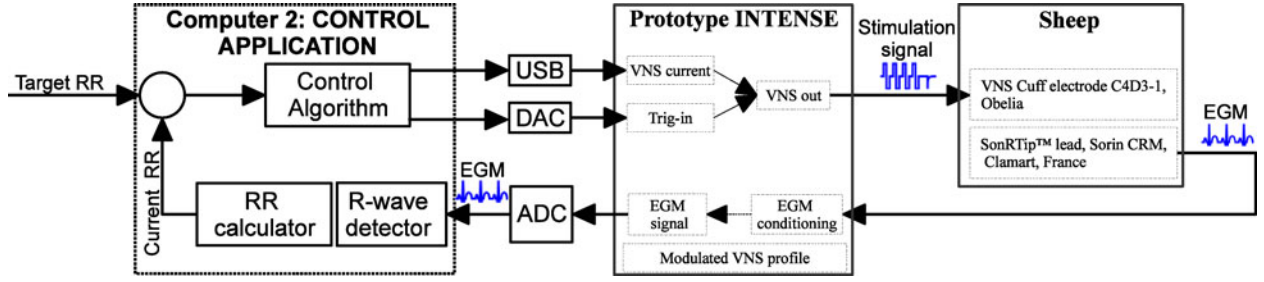 Computer 2: CONTROL
APPLICATION
Target RR
Control
Algorithm
USB
DAC
Current RR
RR
calculator
R-wave
detector
EGM
ADC
Prototype INTENSE
VNS current
Trig-in
VNS out
EGM
signal
EGM
conditioning
Modulated VNS profile
Stimulation
signal
Sheep
VNS Cuff electrode C4D3-1,
Obelia
SonRTip™ lead, Sorin CRM,
Clamart, France
EGM